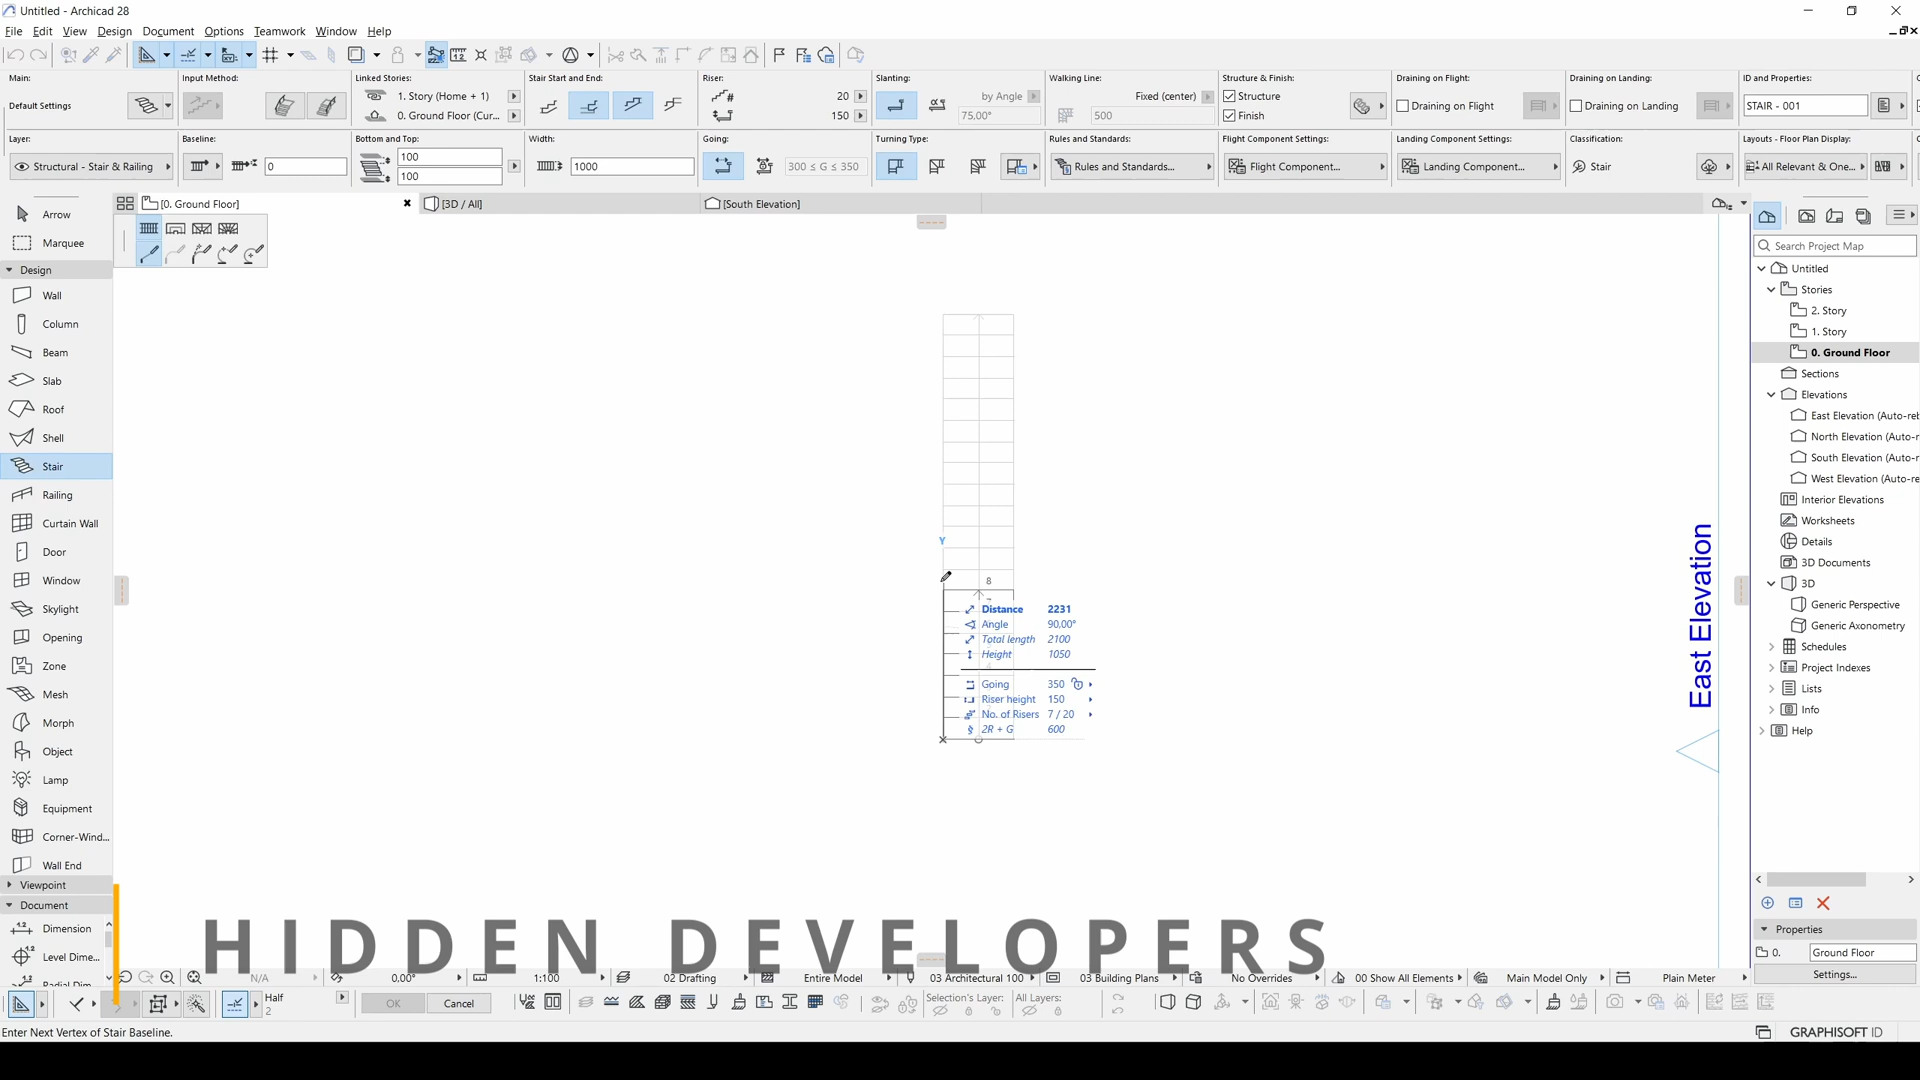 Untitled - Archicad 28
File Edit View Design Document Options Teamwork Window Help
Main: Input Method: Linked Stories: Stair Start and End: Riser: Slanting: Walking Line: Structure & Finish: Draining on Flight: Draining on Landing: ID and Properties:
Default Settings
1. Story (Home + 1)
0. Ground Floor (Cur...
20
150
by Angle
75.00°
Fixed (center)
500
Structure
Finish
Draining on Flight
Draining on Landing
STAIR - 001
Layer: Baseline: Bottom and Top: Width: Going: Turning Type: Rules and Standards: Flight Component Settings: Landing Component Settings: Classification: Layouts - Floor Plan Display:
Structural - Stair & Railing
0
100
100
1000
300 ≤ G ≤ 350
Rules and Standards...
Flight Component...
Landing Component...
Stair
All Relevant & One...
[0. Ground Floor]
[3D / All]
[South Elevation]
Arrow
Marquee
Design
Wall
Column
Beam
Slab
Roof
Shell
Stair
Railing
Curtain Wall
Door
Window
Skylight
Opening
Zone
Mesh
Morph
Object
Lamp
Equipment
Corner-Wind...
Wall End
Viewpoint
Document
Dimension
Level Dime...
Y
8
Distance 2231
Angle 90,00°
Total length 2100
Height 1050
Going 350
Riser height 150
No. of Risers 7 / 20
2R + G 600
East Elevation
Search Project Map
Untitled
Stories
2. Story
1. Story
0. Ground Floor
Sections
Elevations
East Elevation (Auto-reb
North Elevation (Auto-r
South Elevation (Auto-r
West Elevation (Auto-re
Interior Elevations
Worksheets
Details
3D Documents
3D
Generic Perspective
Generic Axonometry
Schedules
Project Indexes
Lists
Info
Help
Properties
0. Ground Floor
Settings...
HIDDEN DEVELOPERS
N/A 0,00° 1:100 02 Drafting Entire Model 03 Architectural 100 03 Building Plans No Overrides 00 Show All Elements Main Model Only Plain Meter
Half
2
OK
Cancel
Selection's Layer:
All Layers:
Enter Next Vertex of Stair Baseline.
GRAPHISOFT ID